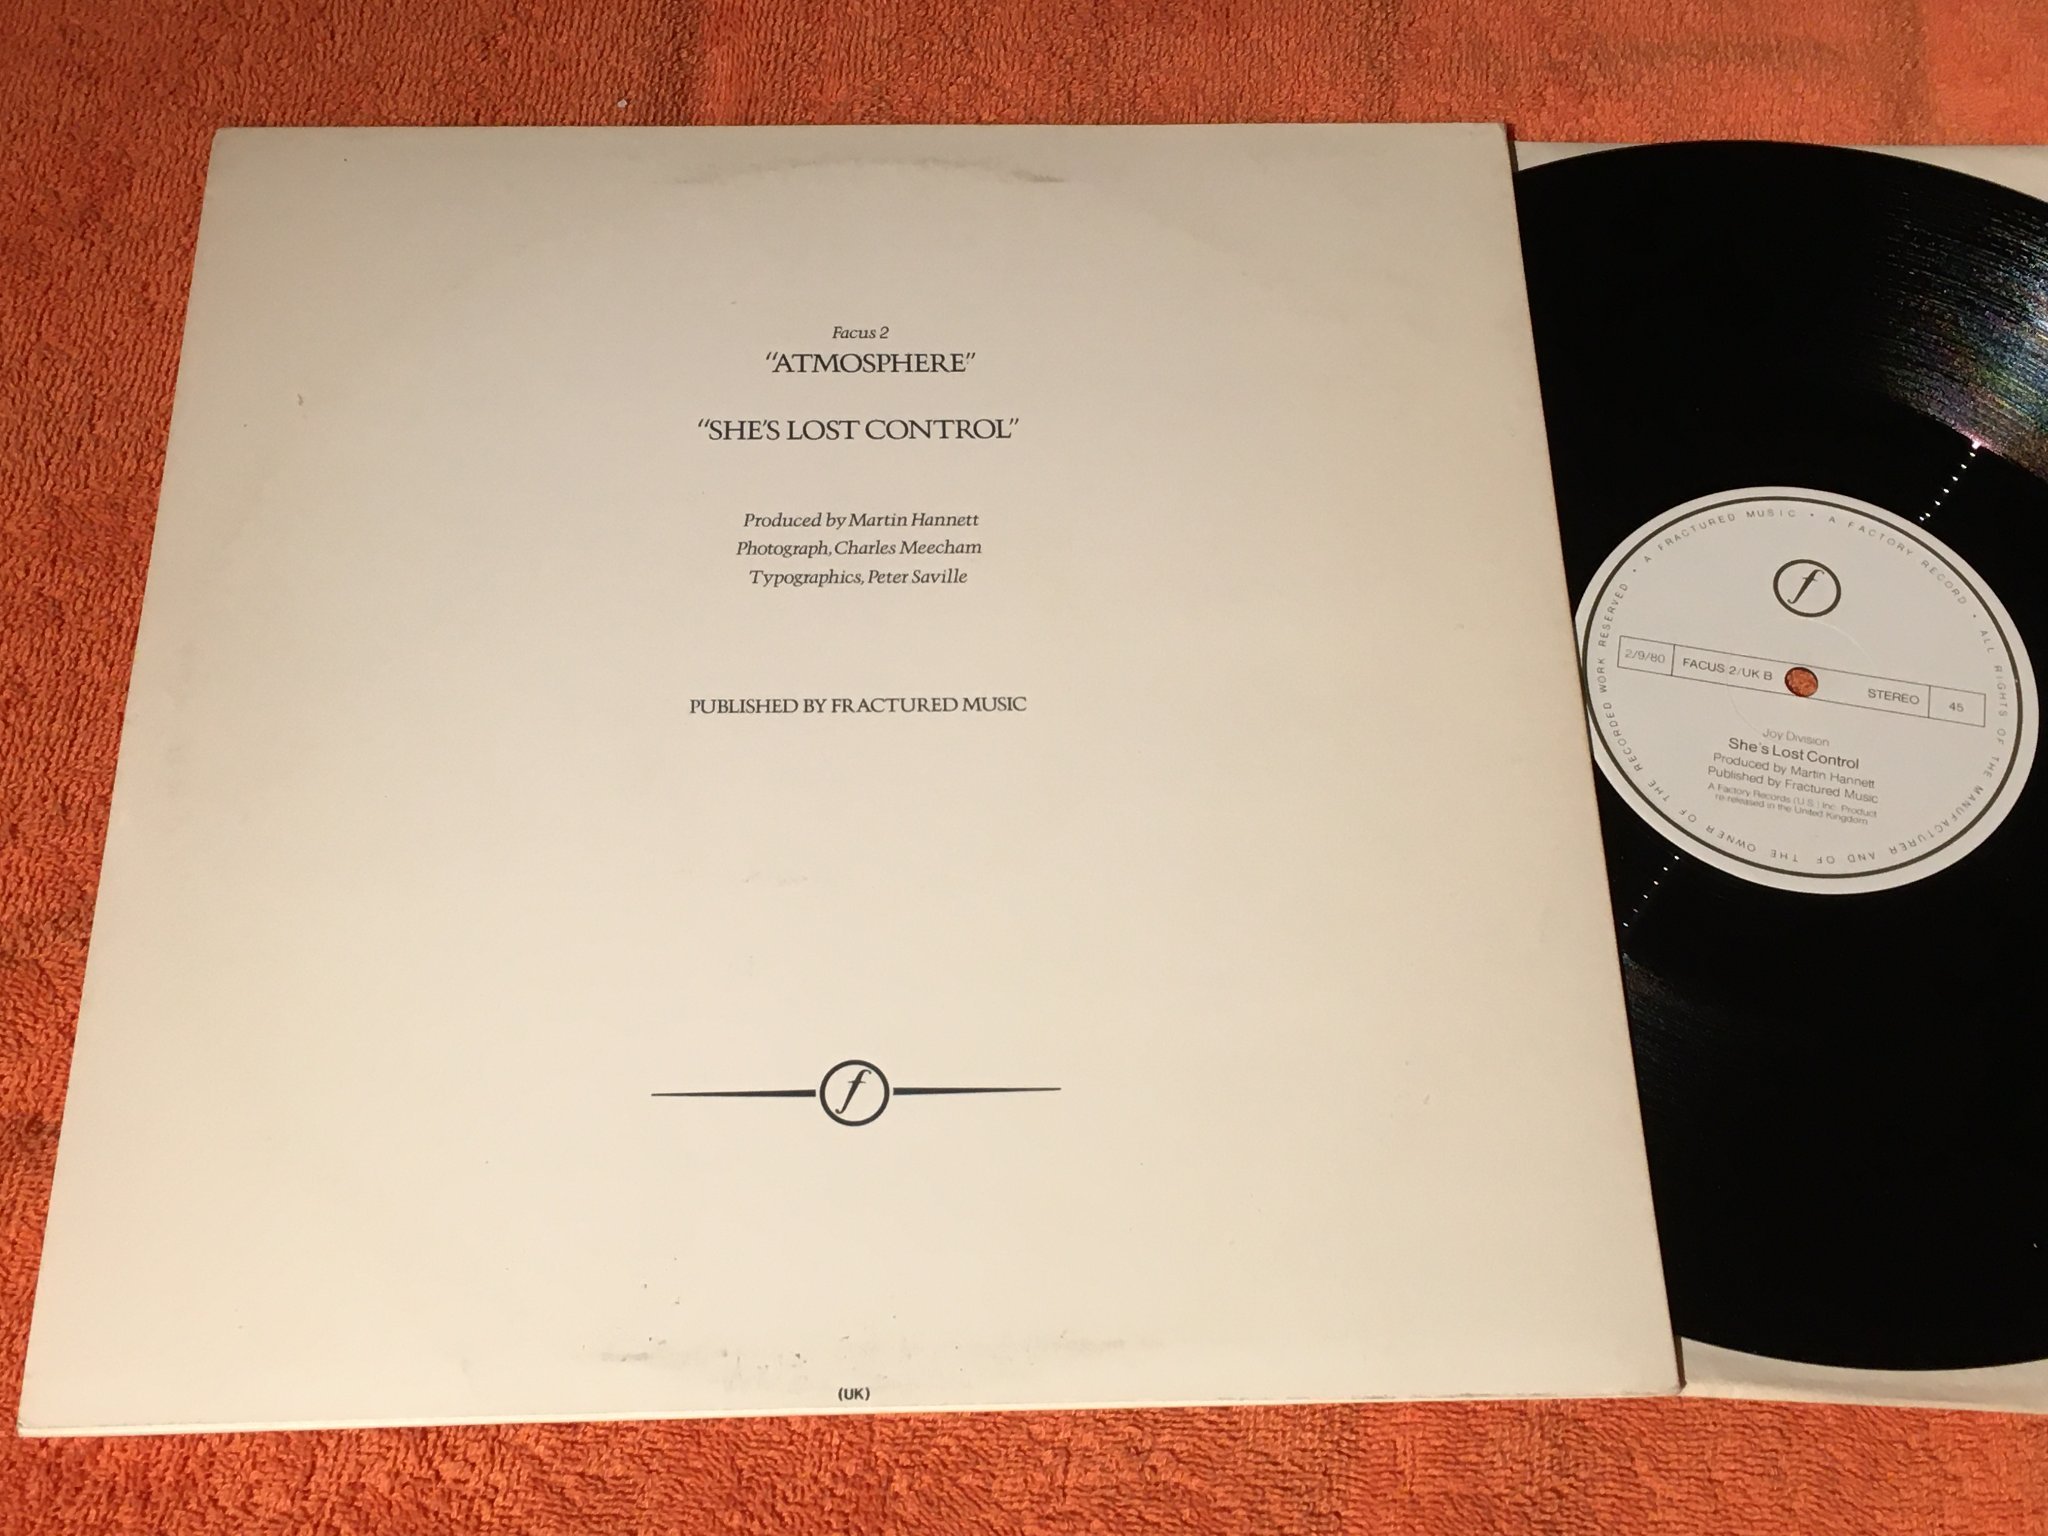 Facus 2
“ATMOSPHERE”
“SHE'S LOST CONTROL”
Produced by Martin Hannett
Photograph, Charles Meecham
Typographics, Peter Saville
PUBLISHED BY FRACTURED MUSIC
f
(UK)
• A FRACTURED MUSIC • A FACTORY RECORD • ALL RIGHTS OF THE MANUFACTURER AND OF THE OWNER OF THE RECORDED WORK RESERVED
f
2/9/80 FACUS 2/UK B STEREO 45
Joy Division
She's Lost Control
Produced by Martin Hannett
Published by Fractured Music
A Factory Records (U.S.) Inc. Product
re-released in the United Kingdom